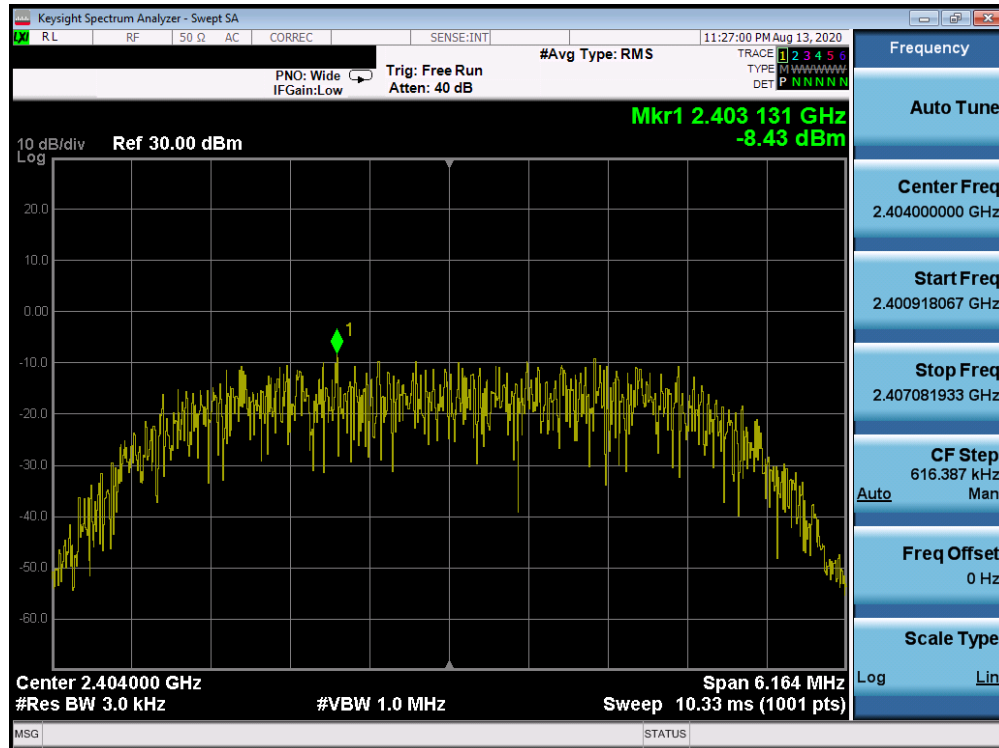 Keysight Spectrum Analyzer - Swept SA
LXI RL RF 50 Ω AC CORREC SENSE:INT 11:27:00 PM Aug 13, 2020
#Avg Type: RMS
TRACE 1 2 3 4 5 6
TYPE M WWWWW
DET P N N N N N
PNO: Wide Trig: Free Run
IFGain:Low Atten: 40 dB
Mkr1 2.403 131 GHz
-8.43 dBm
10 dB/div Ref 30.00 dBm
Log
20.0
10.0
0.00
1
-10.0
-20.0
-30.0
-40.0
-50.0
-60.0
Center 2.404000 GHz Span 6.164 MHz
#Res BW 3.0 kHz #VBW 1.0 MHz Sweep 10.33 ms (1001 pts)
MSG STATUS
Frequency
Auto Tune
Center Freq
2.404000000 GHz
Start Freq
2.400918067 GHz
Stop Freq
2.407081933 GHz
CF Step
616.387 kHz
Auto Man
Freq Offset
0 Hz
Scale Type
Log Lin